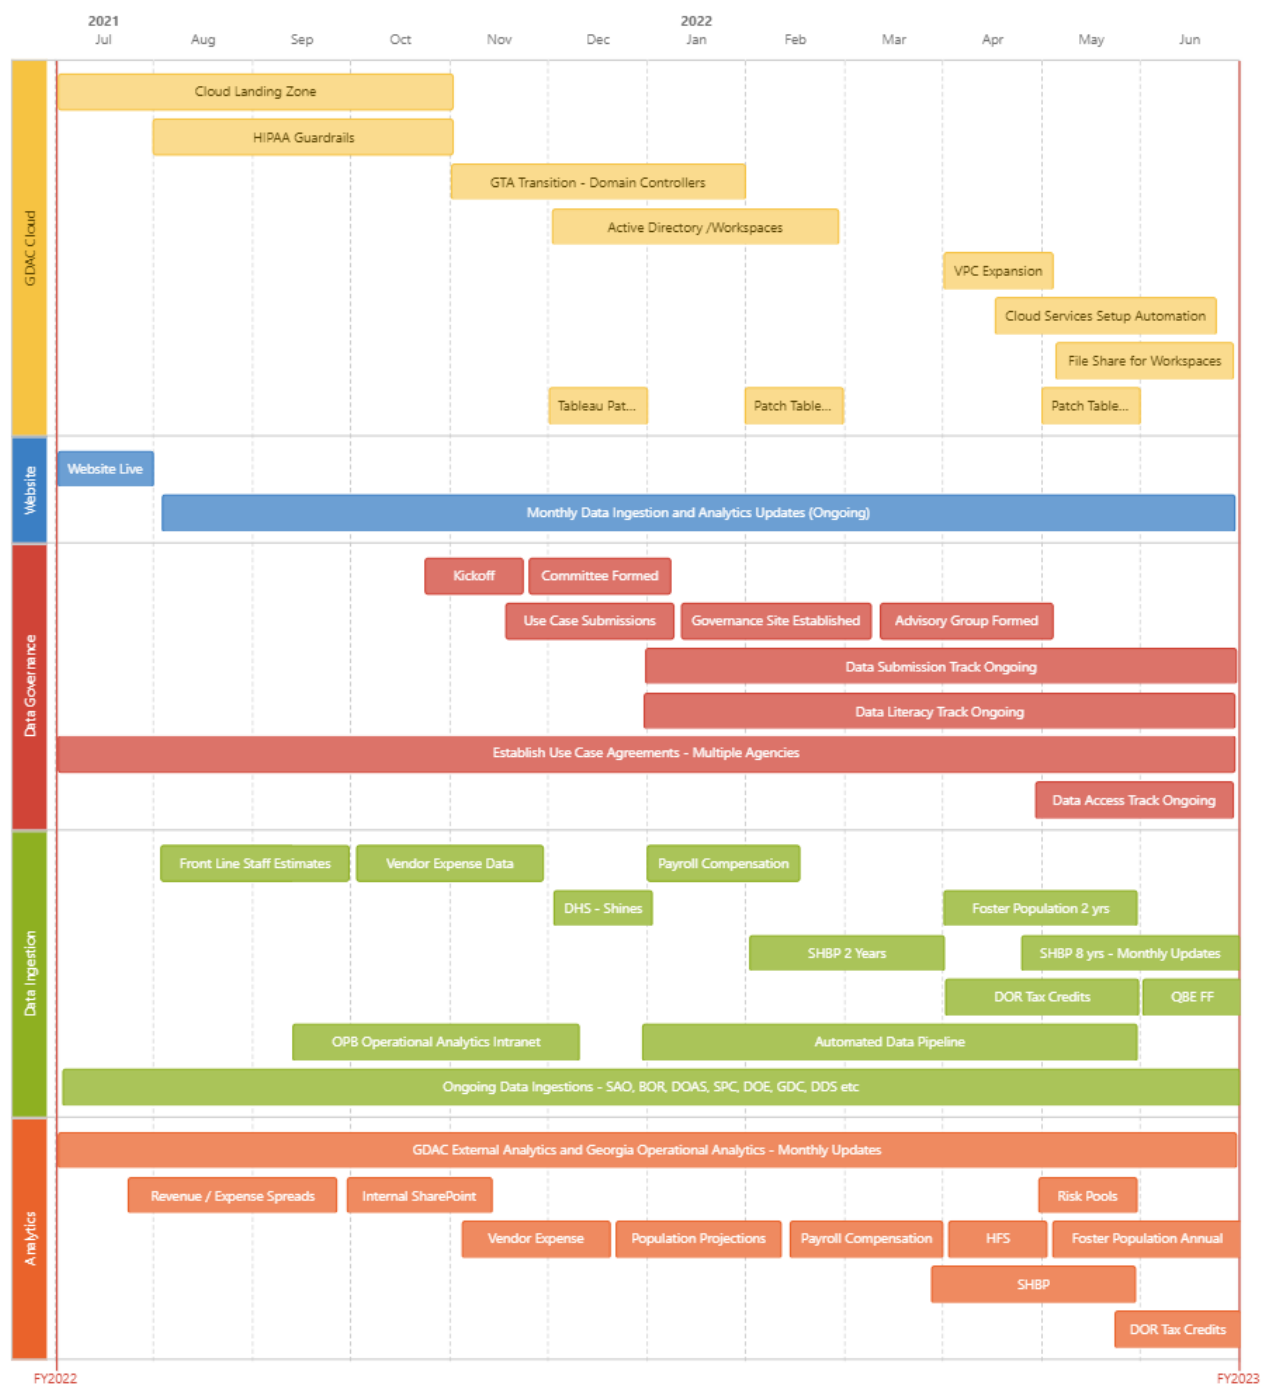 2021
2022
Jul
Aug
Sep
Oct
Nov
Dec
Jan
Feb
Mar
Apr
May
Jun
GDAC Cloud
Cloud Landing Zone
HIPAA Guardrails
GTA Transition - Domain Controllers
Active Directory /Workspaces
VPC Expansion
Cloud Services Setup Automation
File Share for Workspaces
Tableau Pat...
Patch Table...
Patch Table...
Website
Website Live
Monthly Data Ingestion and Analytics Updates (Ongoing)
Data Governance
Kickoff
Committee Formed
Use Case Submissions
Governance Site Established
Advisory Group Formed
Data Submission Track Ongoing
Data Literacy Track Ongoing
Establish Use Case Agreements - Multiple Agencies
Data Access Track Ongoing
Data Ingestion
Front Line Staff Estimates
Vendor Expense Data
Payroll Compensation
DHS - Shines
Foster Population 2 yrs
SHBP 2 Years
SHBP 8 yrs - Monthly Updates
DOR Tax Credits
QBE FF
OPB Operational Analytics Intranet
Automated Data Pipeline
Ongoing Data Ingestions - SAO, BOR, DOAS, SPC, DOE, GDC, DDS etc
Analytics
GDAC External Analytics and Georgia Operational Analytics - Monthly Updates
Revenue / Expense Spreads
Internal SharePoint
Risk Pools
Vendor Expense
Population Projections
Payroll Compensation
HFS
Foster Population Annual
SHBP
DOR Tax Credits
FY2022
FY2023